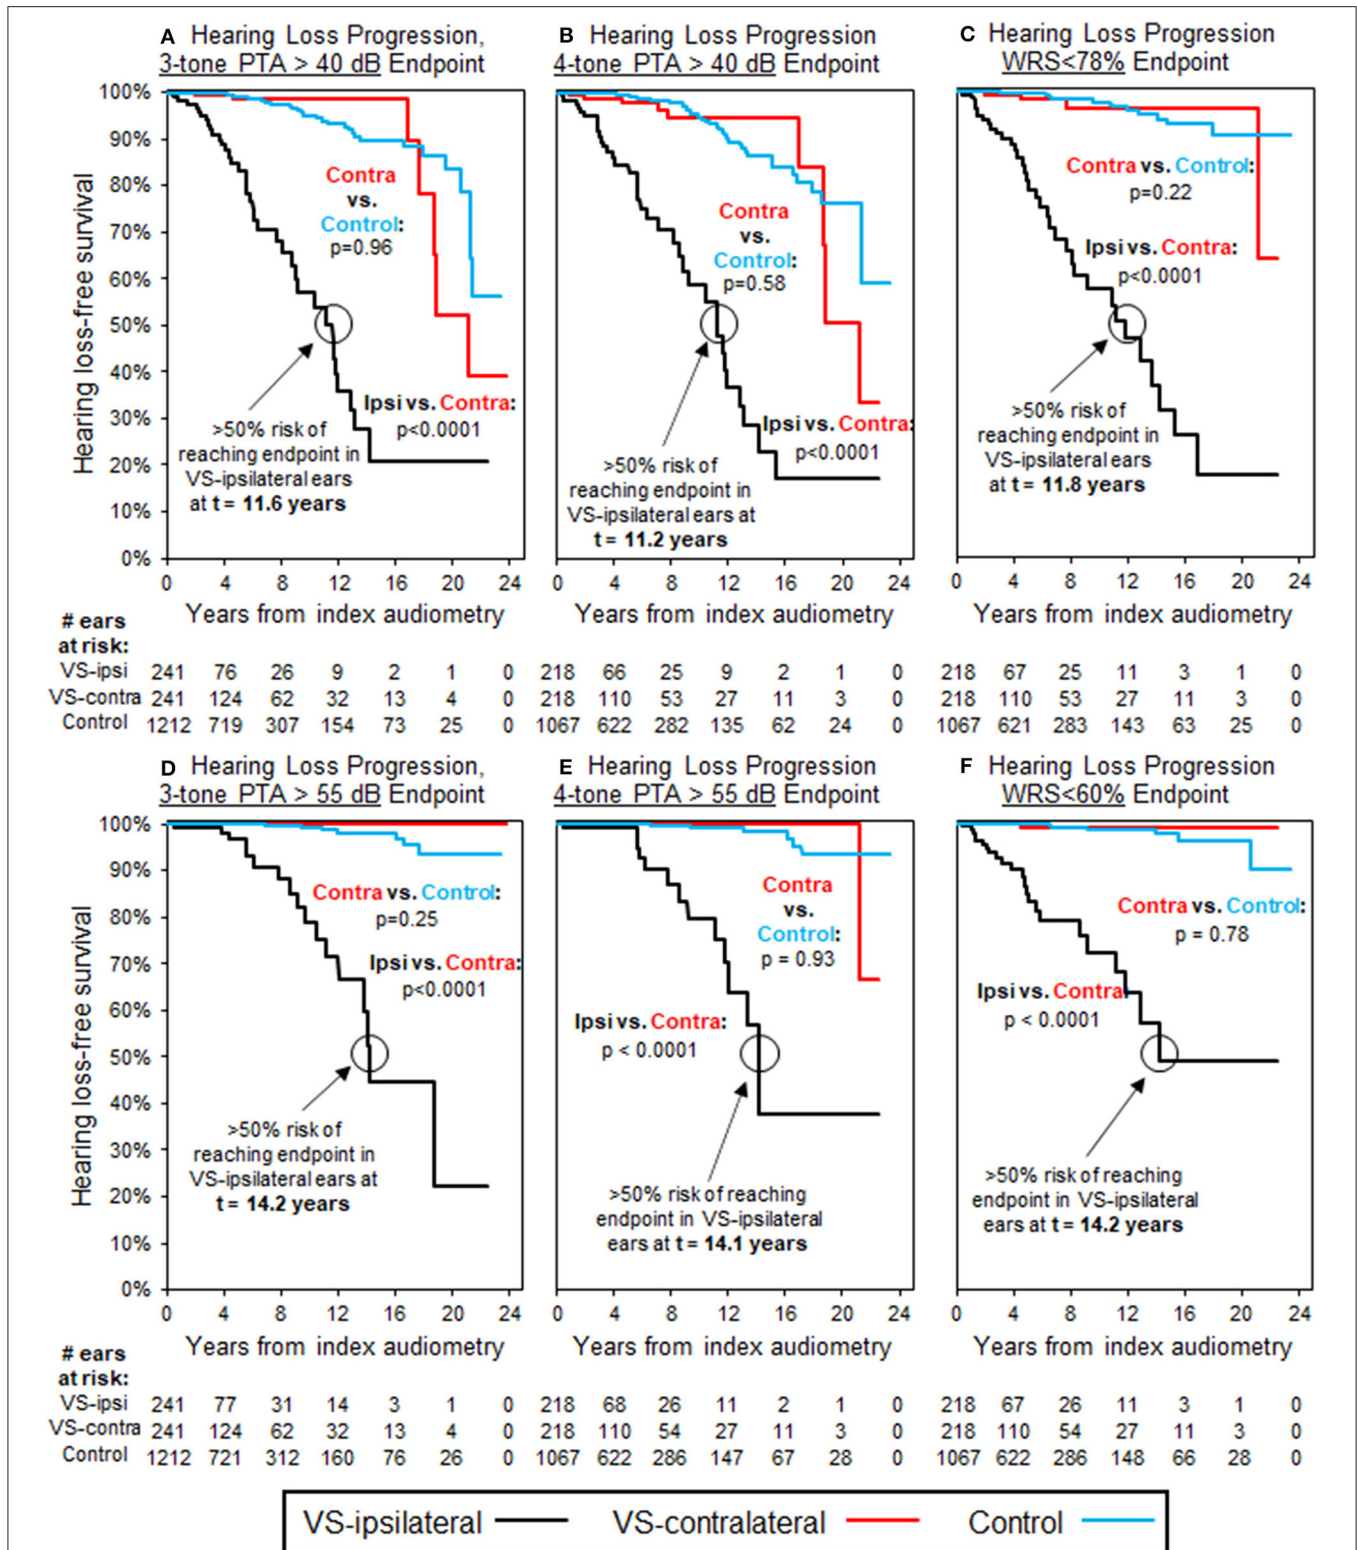 A Hearing Loss Progression,
3-tone PTA > 40 dB Endpoint
B Hearing Loss Progression
4-tone PTA > 40 dB Endpoint
C Hearing Loss Progression
WRS<78% Endpoint
Hearing loss-free survival
100%
90%
80%
70%
60%
50%
40%
30%
20%
10%
0%
Contra
vs.
Control:
p=0.96
Ipsi vs. Contra:
p<0.0001
>50% risk of
reaching endpoint in
VS-ipsilateral ears
at t = 11.6 years
0 4 8 12 16 20 24
Years from index audiometry
Contra
vs.
Control:
p=0.58
Ipsi vs. Contra:
p<0.0001
>50% risk of
reaching endpoint in
VS-ipsilateral ears at
t = 11.2 years
0 4 8 12 16 20 24
Years from index audiometry
Contra vs. Control:
p=0.22
Ipsi vs. Contra:
p<0.0001
>50% risk of
reaching endpoint in
VS-ipsilateral ears
at t = 11.8 years
0 4 8 12 16 20 24
Years from index audiometry
# ears
at risk:
VS-ipsi 241 76 26 9 2 1 0 218 66 25 9 2 1 0 218 67 25 11 3 1 0
VS-contra 241 124 62 32 13 4 0 218 110 53 27 11 3 0 218 110 53 27 11 3 0
Control 1212 719 307 154 73 25 0 1067 622 282 135 62 24 0 1067 621 283 143 63 25 0
D Hearing Loss Progression,
3-tone PTA > 55 dB Endpoint
E Hearing Loss Progression
4-tone PTA > 55 dB Endpoint
F Hearing Loss Progression
WRS<60% Endpoint
Hearing loss-free survival
100%
90%
80%
70%
60%
50%
40%
30%
20%
10%
0%
Contra vs. Control:
p=0.25
Ipsi vs. Contra:
p<0.0001
>50% risk of
reaching endpoint in
VS-ipsilateral ears at
t = 14.2 years
0 4 8 12 16 20 24
Years from index audiometry
Contra
vs.
Control:
p = 0.93
Ipsi vs. Contra:
p < 0.0001
>50% risk of reaching
endpoint in VS-ipsilateral
ears at t = 14.1 years
0 4 8 12 16 20 24
Years from index audiometry
Contra vs. Control:
p = 0.78
Ipsi vs. Contra:
p < 0.0001
>50% risk of reaching
endpoint in VS-ipsilateral
ears at t = 14.2 years
0 4 8 12 16 20 24
Years from index audiometry
# ears
at risk:
VS-ipsi 241 77 31 14 3 1 0 218 68 26 11 2 1 0 218 67 26 11 3 1 0
VS-contra 241 124 62 32 13 4 0 218 110 54 27 11 3 0 218 110 54 27 11 3 0
Control 1212 721 312 160 76 26 0 1067 622 286 147 67 28 0 1067 622 286 148 66 28 0
VS-ipsilateral VS-contralateral Control